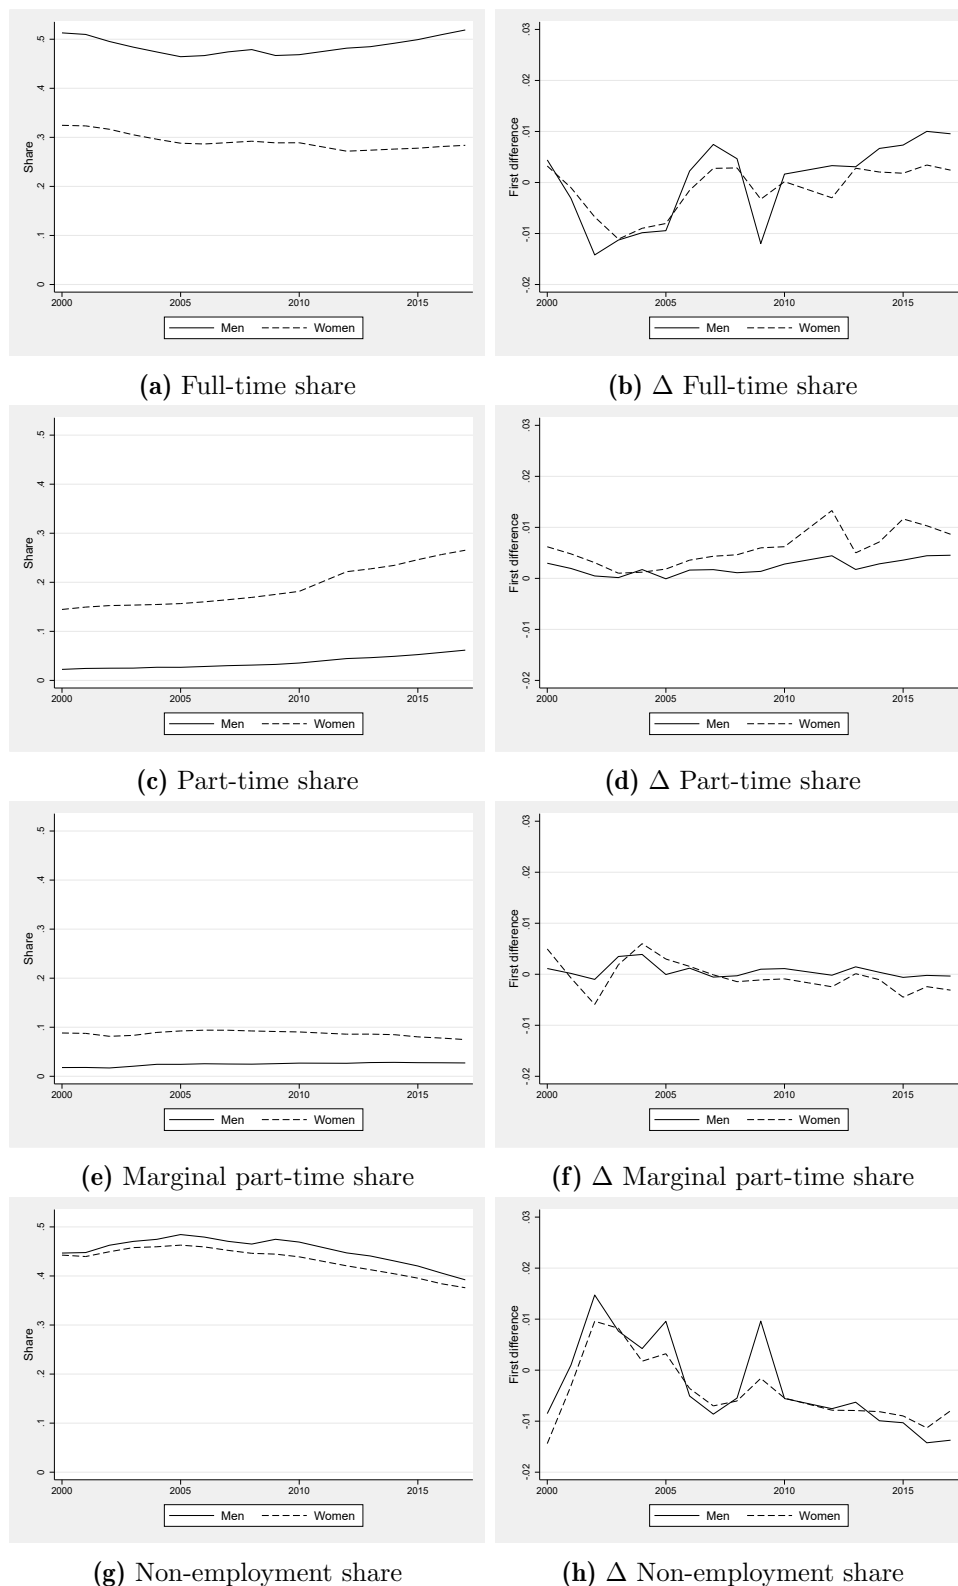 .5
.4
.3
.2
.1
0
Share
2000
2005
2010
2015
Men
Women
.03
.02
.01
0
-.01
-.02
First difference
2000
2005
2010
2015
Men
Women
(a) Full-time share
(b) Δ Full-time share
.5
.4
.3
.2
.1
0
Share
2000
2005
2010
2015
Men
Women
.03
.02
.01
0
-.01
-.02
First difference
2000
2005
2010
2015
Men
Women
(c) Part-time share
(d) Δ Part-time share
.5
.4
.3
.2
.1
0
Share
2000
2005
2010
2015
Men
Women
.03
.02
.01
0
-.01
-.02
First difference
2000
2005
2010
2015
Men
Women
(e) Marginal part-time share
(f) Δ Marginal part-time share
.5
.4
.3
.2
.1
0
Share
2000
2005
2010
2015
Men
Women
.03
.02
.01
0
-.01
-.02
First difference
2000
2005
2010
2015
Men
Women
(g) Non-employment share
(h) Δ Non-employment share